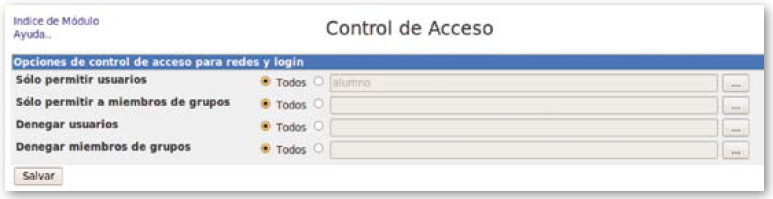 Indice de Módulo
Ayuda..
Control de Acceso
Opciones de control de acceso para redes y login
Sólo permitir usuarios Todos alumno ...
Sólo permitir a miembros de grupos Todos ...
Denegar usuarios Todos ...
Denegar miembros de grupos Todos ...
Salvar